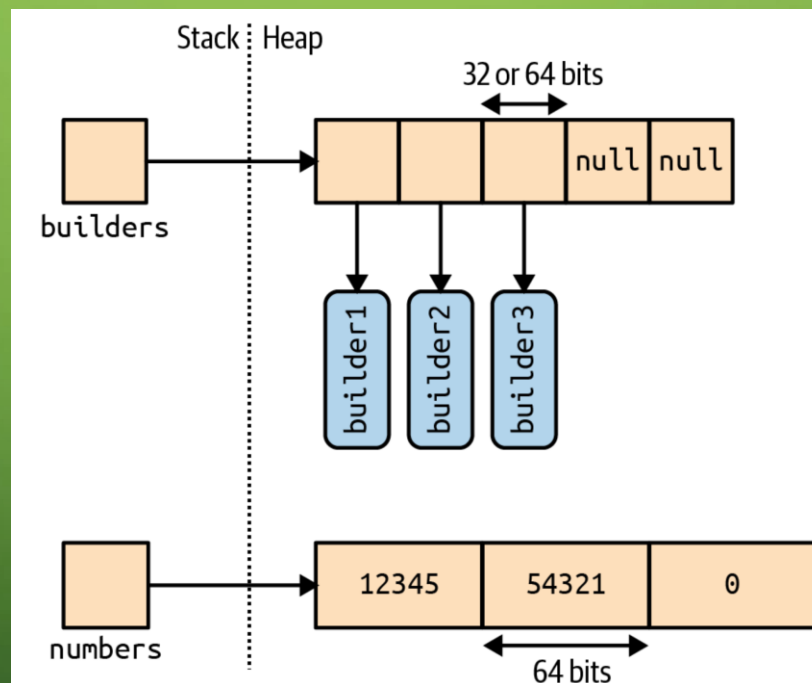 Stack Heap
32 or 64 bits
null null
builders
builder1 builder2 builder3
12345 54321 0
numbers
64 bits